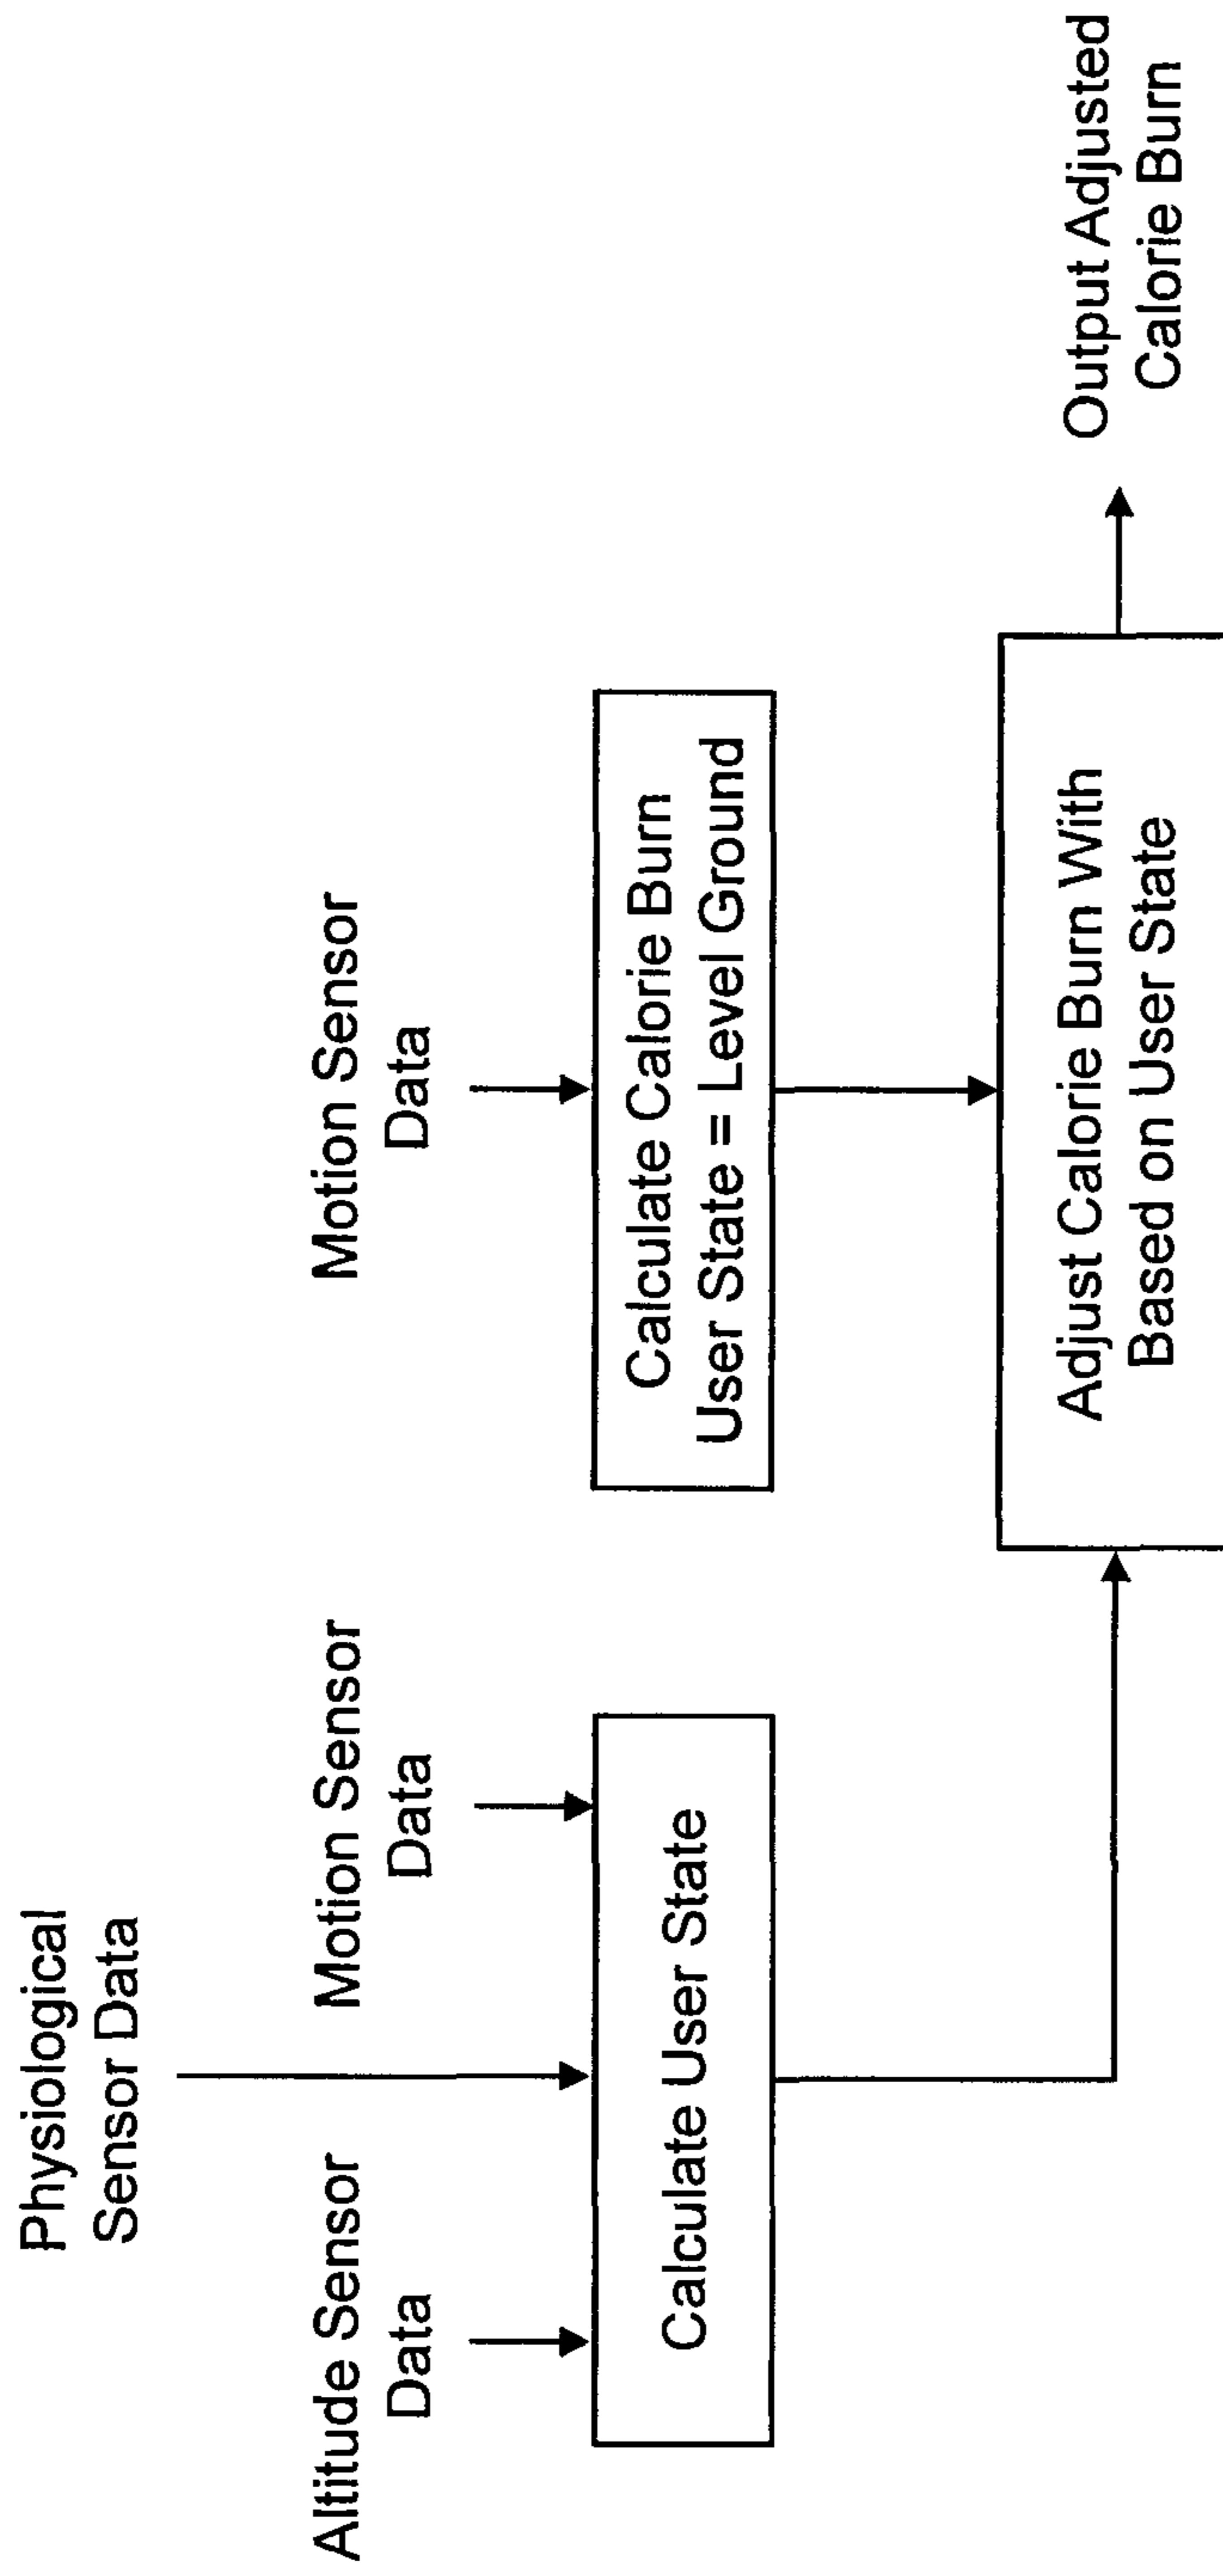 Physiological
Sensor Data
Altitude Sensor
Data
Motion Sensor
Data
Motion Sensor
Data
Calculate User State
Calculate Calorie Burn
User State = Level Ground
Adjust Calorie Burn With
Based on User State
Output Adjusted
Calorie Burn